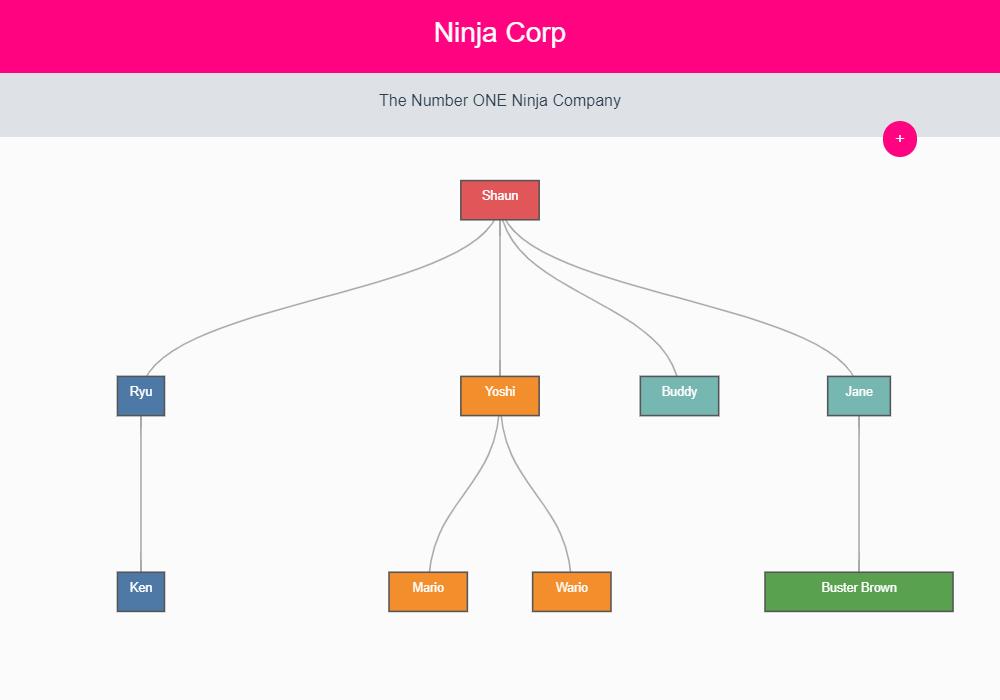 Ninja Corp
The Number ONE Ninja Company
+
Shaun
Ryu
Yoshi
Buddy
Jane
Ken
Mario
Wario
Buster Brown